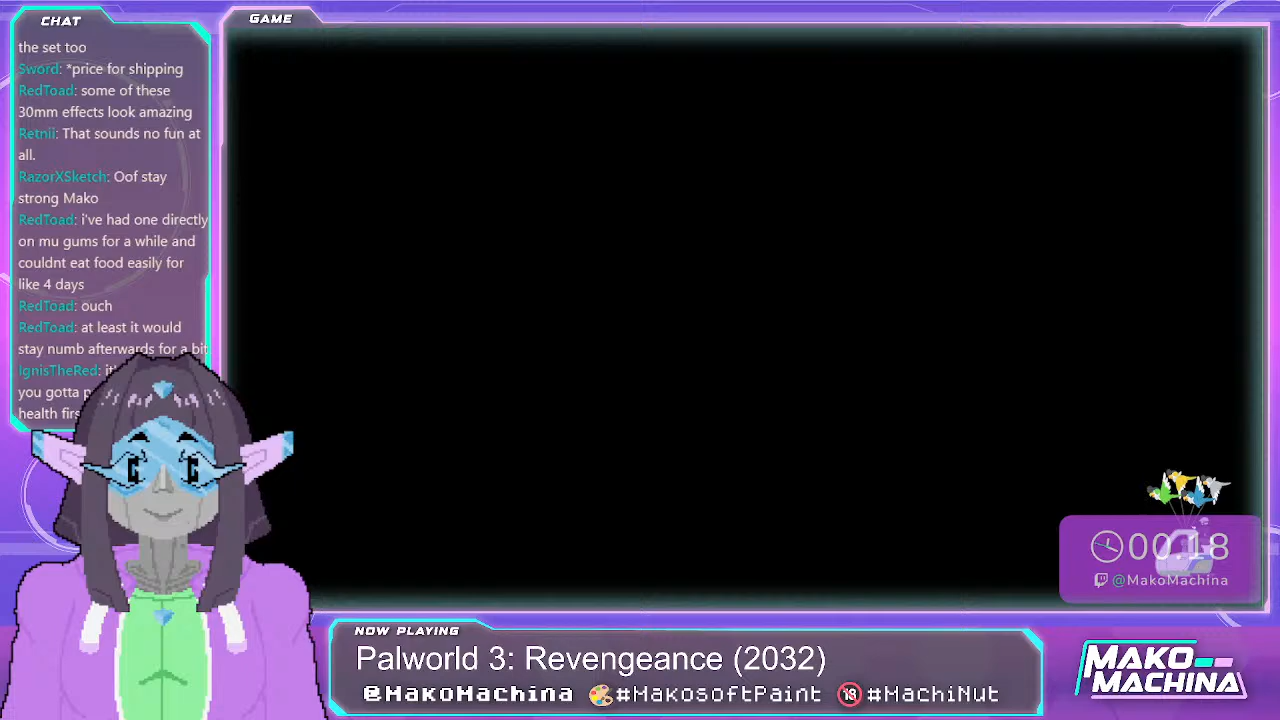 CHAT
GAME
the set too
Sword: *price for shipping
RedToad: some of these
30mm effects look amazing
Retnii: That sounds no fun at
all.
RazorXSketch: Oof stay
strong Mako
RedToad: i've had one directly
on mu gums for a while and
couldnt eat food easily for
like 4 days
RedToad: ouch
RedToad: at least it would
stay numb afterwards for a bit
IgnisTheRed:
you gotta
health
00:18
@MakoMachina
NOW PLAYING
Palworld 3: Revengeance (2032)
@MakoMachina #MakosoftPaint 18 #MachiNut
MAKO
MACHINA